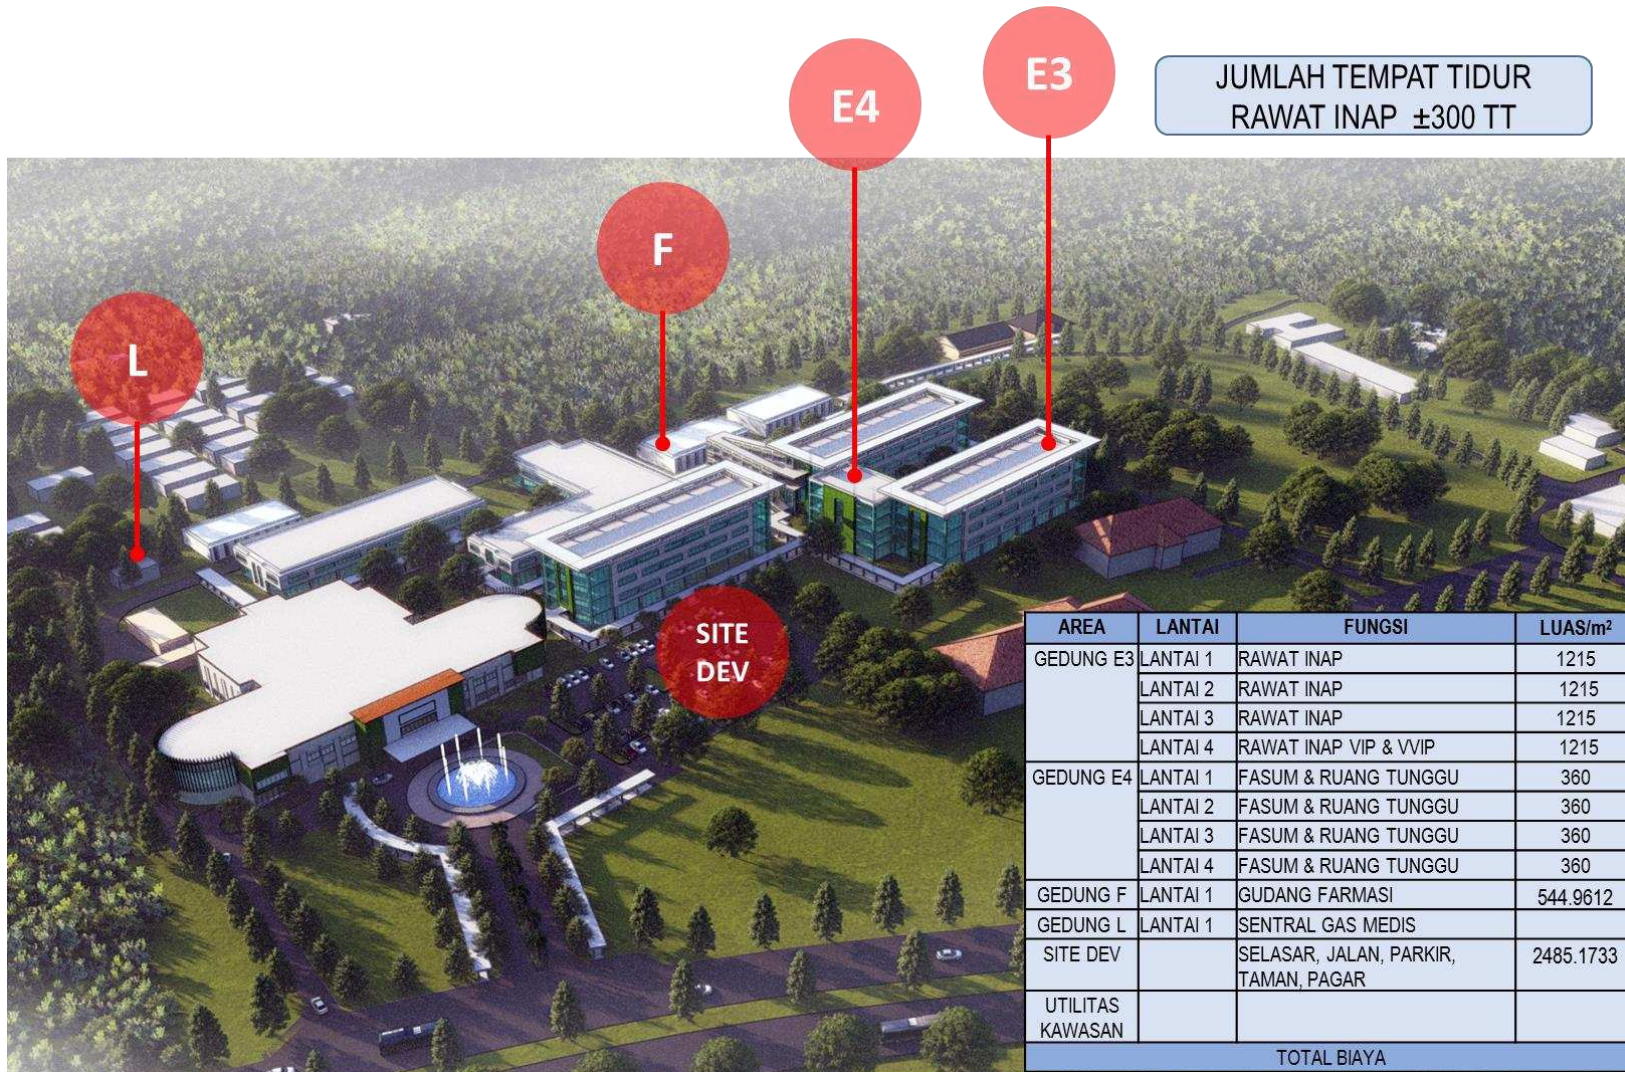 E3
E4
JUMLAH TEMPAT TIDUR
RAWAT INAP ±300 TT
F
L
SITE
DEV
AREA LANTAI FUNGSI LUAS/m²
GEDUNG E3 LANTAI 1 RAWAT INAP 1215
LANTAI 2 RAWAT INAP 1215
LANTAI 3 RAWAT INAP 1215
LANTAI 4 RAWAT INAP VIP & VVIP 1215
GEDUNG E4 LANTAI 1 FASUM & RUANG TUNGGU 360
LANTAI 2 FASUM & RUANG TUNGGU 360
LANTAI 3 FASUM & RUANG TUNGGU 360
LANTAI 4 FASUM & RUANG TUNGGU 360
GEDUNG F LANTAI 1 GUDANG FARMASI 544.9612
GEDUNG L LANTAI 1 SENTRAL GAS MEDIS
SITE DEV SELASAR, JALAN, PARKIR, 2485.1733
TAMAN, PAGAR
UTILITAS
KAWASAN
TOTAL BIAYA